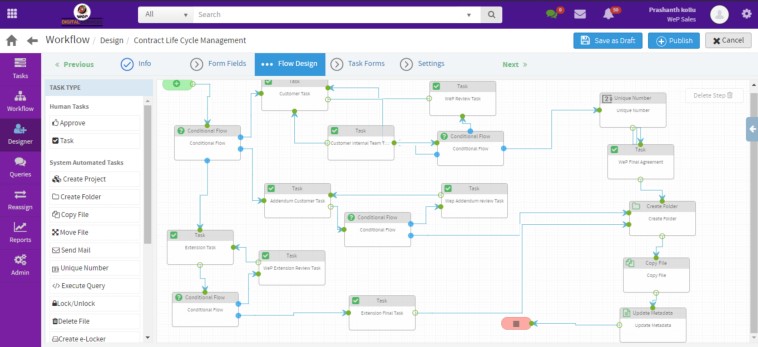 WeP
DIGITAL
All
Search
Prashanth kollu
WeP Sales
Workflow / Design / Contract Life Cycle Management
Save as Draft
Publish
Cancel
Tasks
Workflow
Designer
Queries
Reassign
Reports
Admin
« Previous
Info
Form Fields
Flow Design
Task Forms
Settings
Next »
TASK TYPE
Human Tasks
Approve
Task
System Automated Tasks
Create Project
Create Folder
Copy File
Move File
Send Mail
Unique Number
Execute Query
Lock/Unlock
Delete File
Create e-Locker
Delete Step
Task
Customer Task
Task
WeP Review Task
Unique Number
Unique Number
Conditional Flow
Conditional Flow
Task
Customer Internal Team T...
Conditional Flow
Conditional Flow
Task
WeP Final Agreement
Task
Addendum Customer Task
Task
Wep Addendum review Task
Conditional Flow
Conditional Flow
Create Folder
Create Folder
Task
Extension Task
Task
WeP Extension Review Task
Copy File
Copy File
Conditional Flow
Conditional Flow
Task
Extension Final Task
Update Metadata
Update Metadata